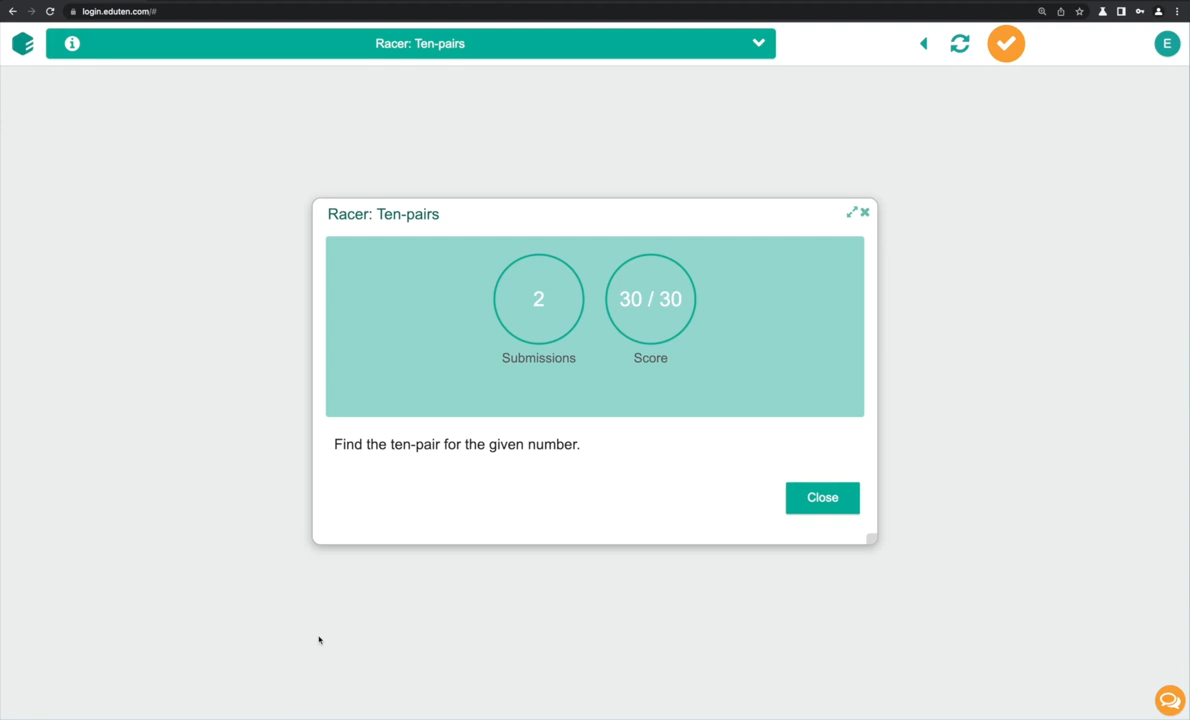 login.eduten.com/#
Racer: Ten-pairs
E
Racer: Ten-pairs
2
30 / 30
Submissions
Score
Find the ten-pair for the given number.
Close